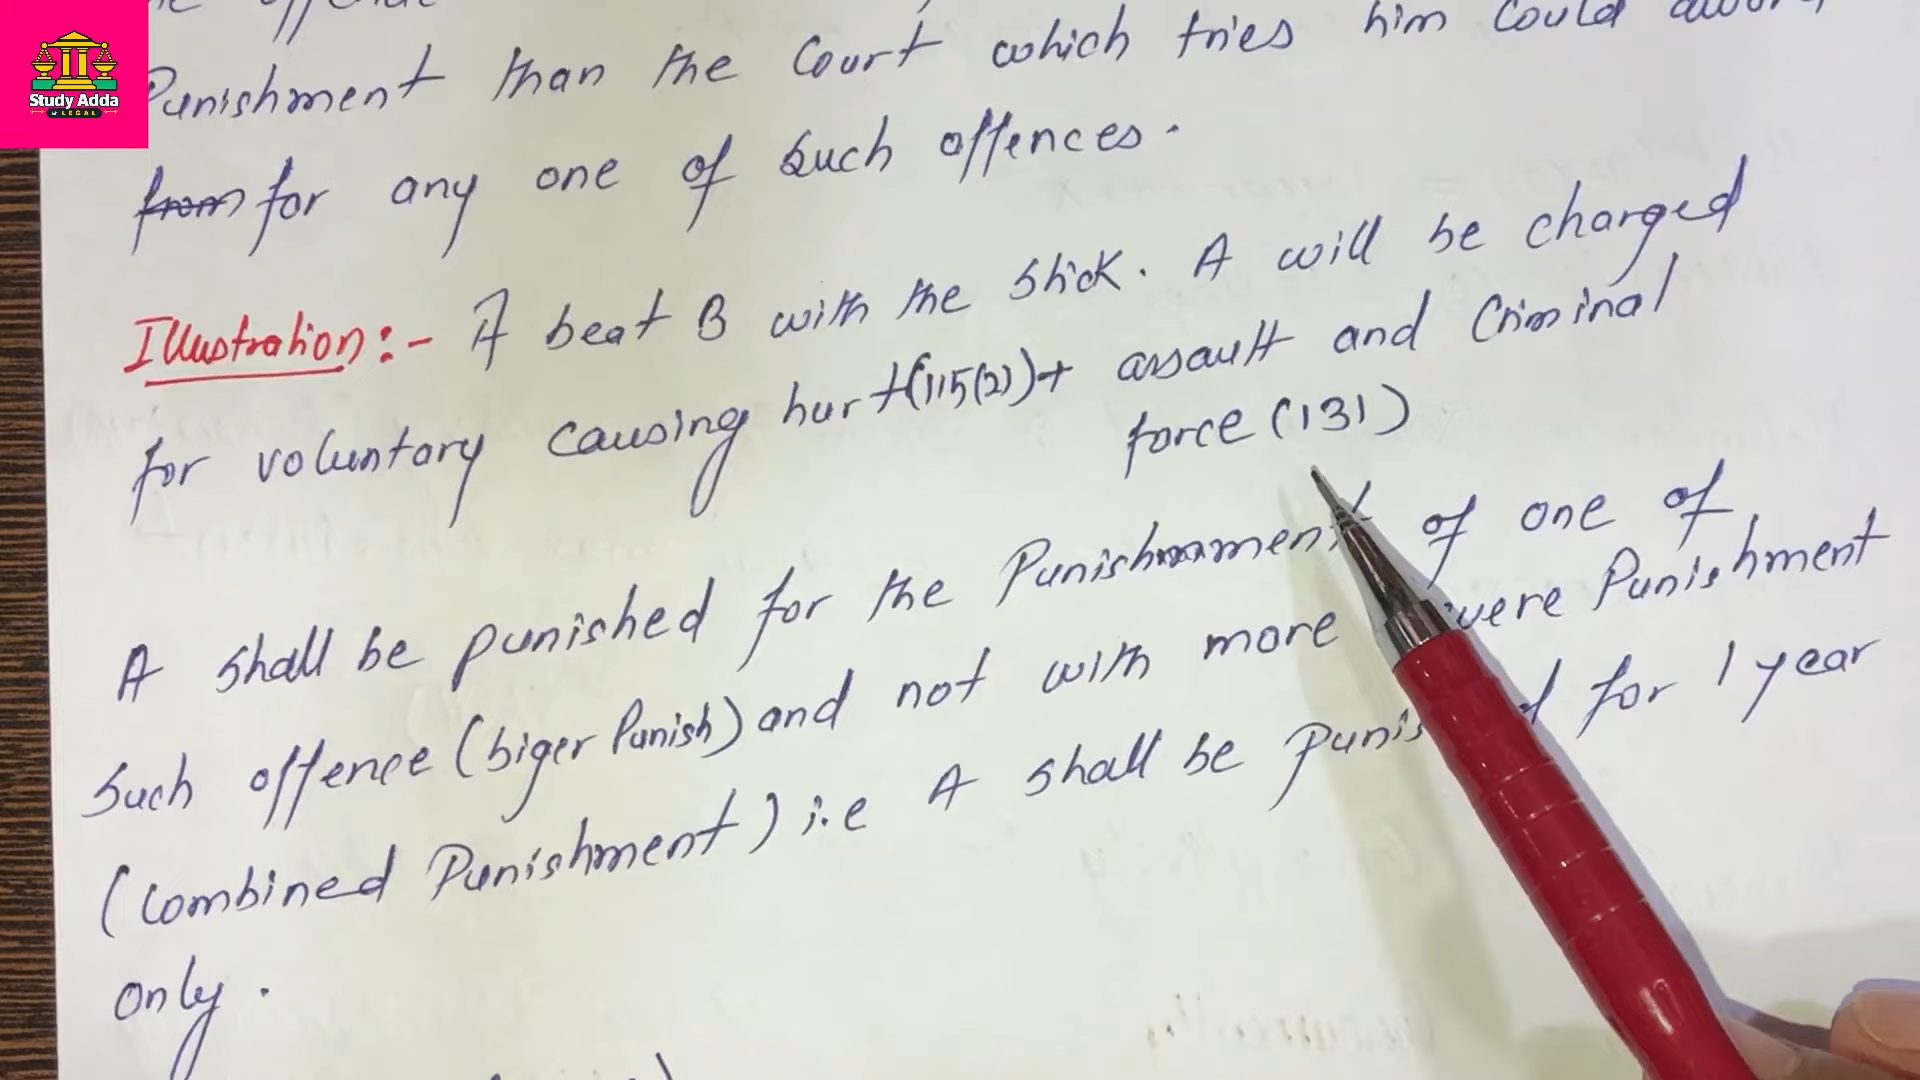 Punishment than the Court which tries him could
from for any one of such offences.
Illustration:- A beat B with the stick. A will be charged
for voluntary causing hurt (115(2)) + assault and Criminal
force (131)
A shall be punished for the Punishment of one of
Such offence (biger Punish) and not with more Punishment
(Combined Punishment) i.e A shall be for 1 year
only.
Study Adda
LEGAL